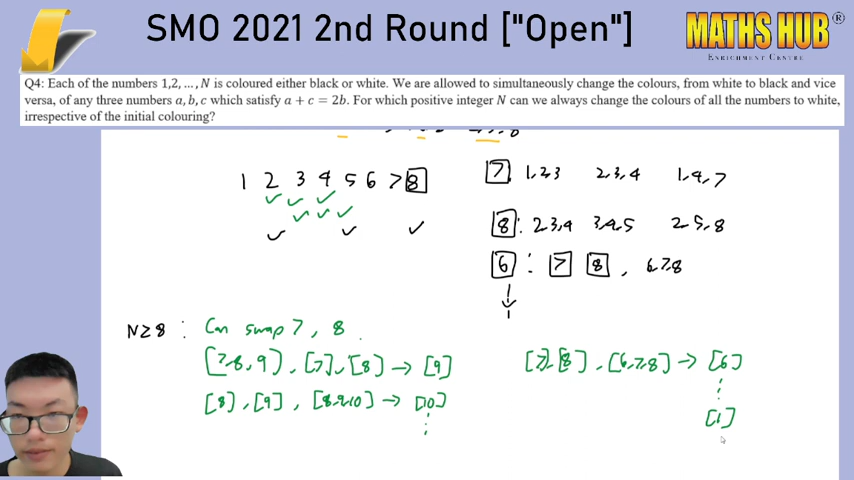 SMO 2021 2nd Round ["Open"]
MATHS HUB®
ENRICHMENT CENTRE
Q4: Each of the numbers 1,2, ..., N is coloured either black or white. We are allowed to simultaneously change the colours, from white to black and vice
versa, of any three numbers a, b, c which satisfy a + c = 2b. For which positive integer N can we always change the colours of all the numbers to white,
irrespective of the initial colouring?
1 2 3 4 5 6 7 8
7 1,2,3 2,3,4 1,4,7
8 : 2,3,4 3,4,5 2,5,8
6 : 7 8 , 6,7,8
1
N≥8 : Can swap 7, 8.
[7,8,9], [7], [8] → [9]
[8], [9], [8,9,10] → [10]
[7], [8], [6,7,8] → [6]
[1]